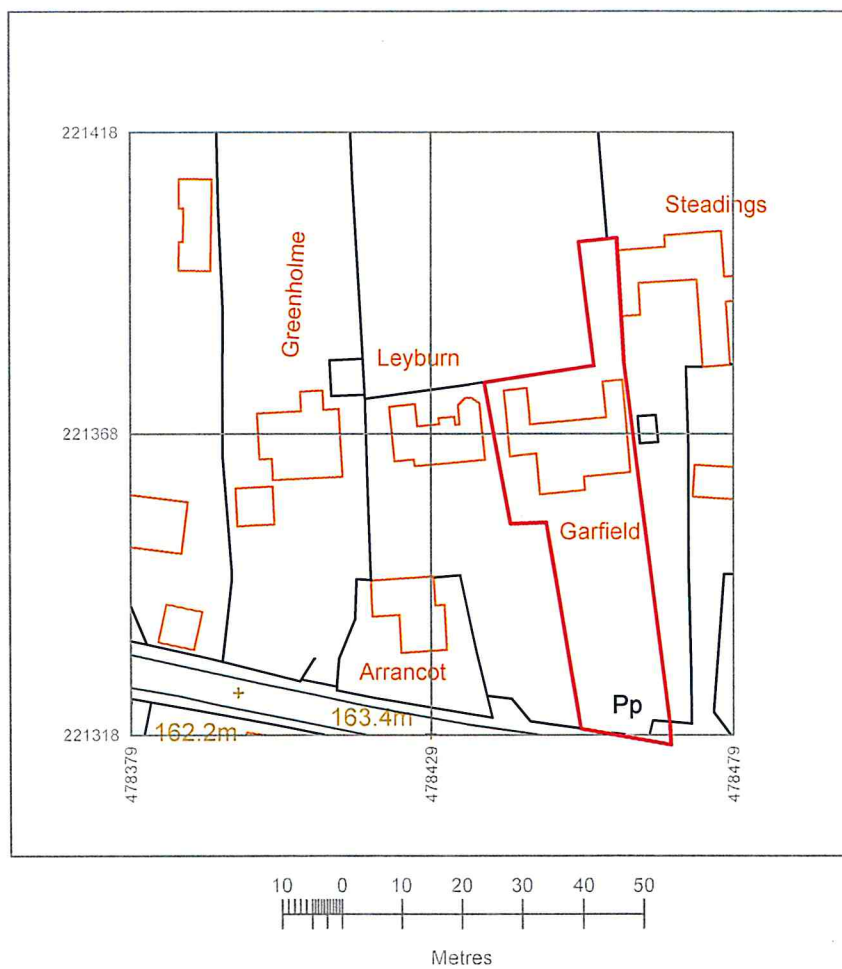 221418
Steadings
Greenholme
Leyburn
221368
Garfield
Arrancot
Pp
163.4m
162.2m
221318
478379
478429
478479
10 0 10 20 30 40 50
Metres